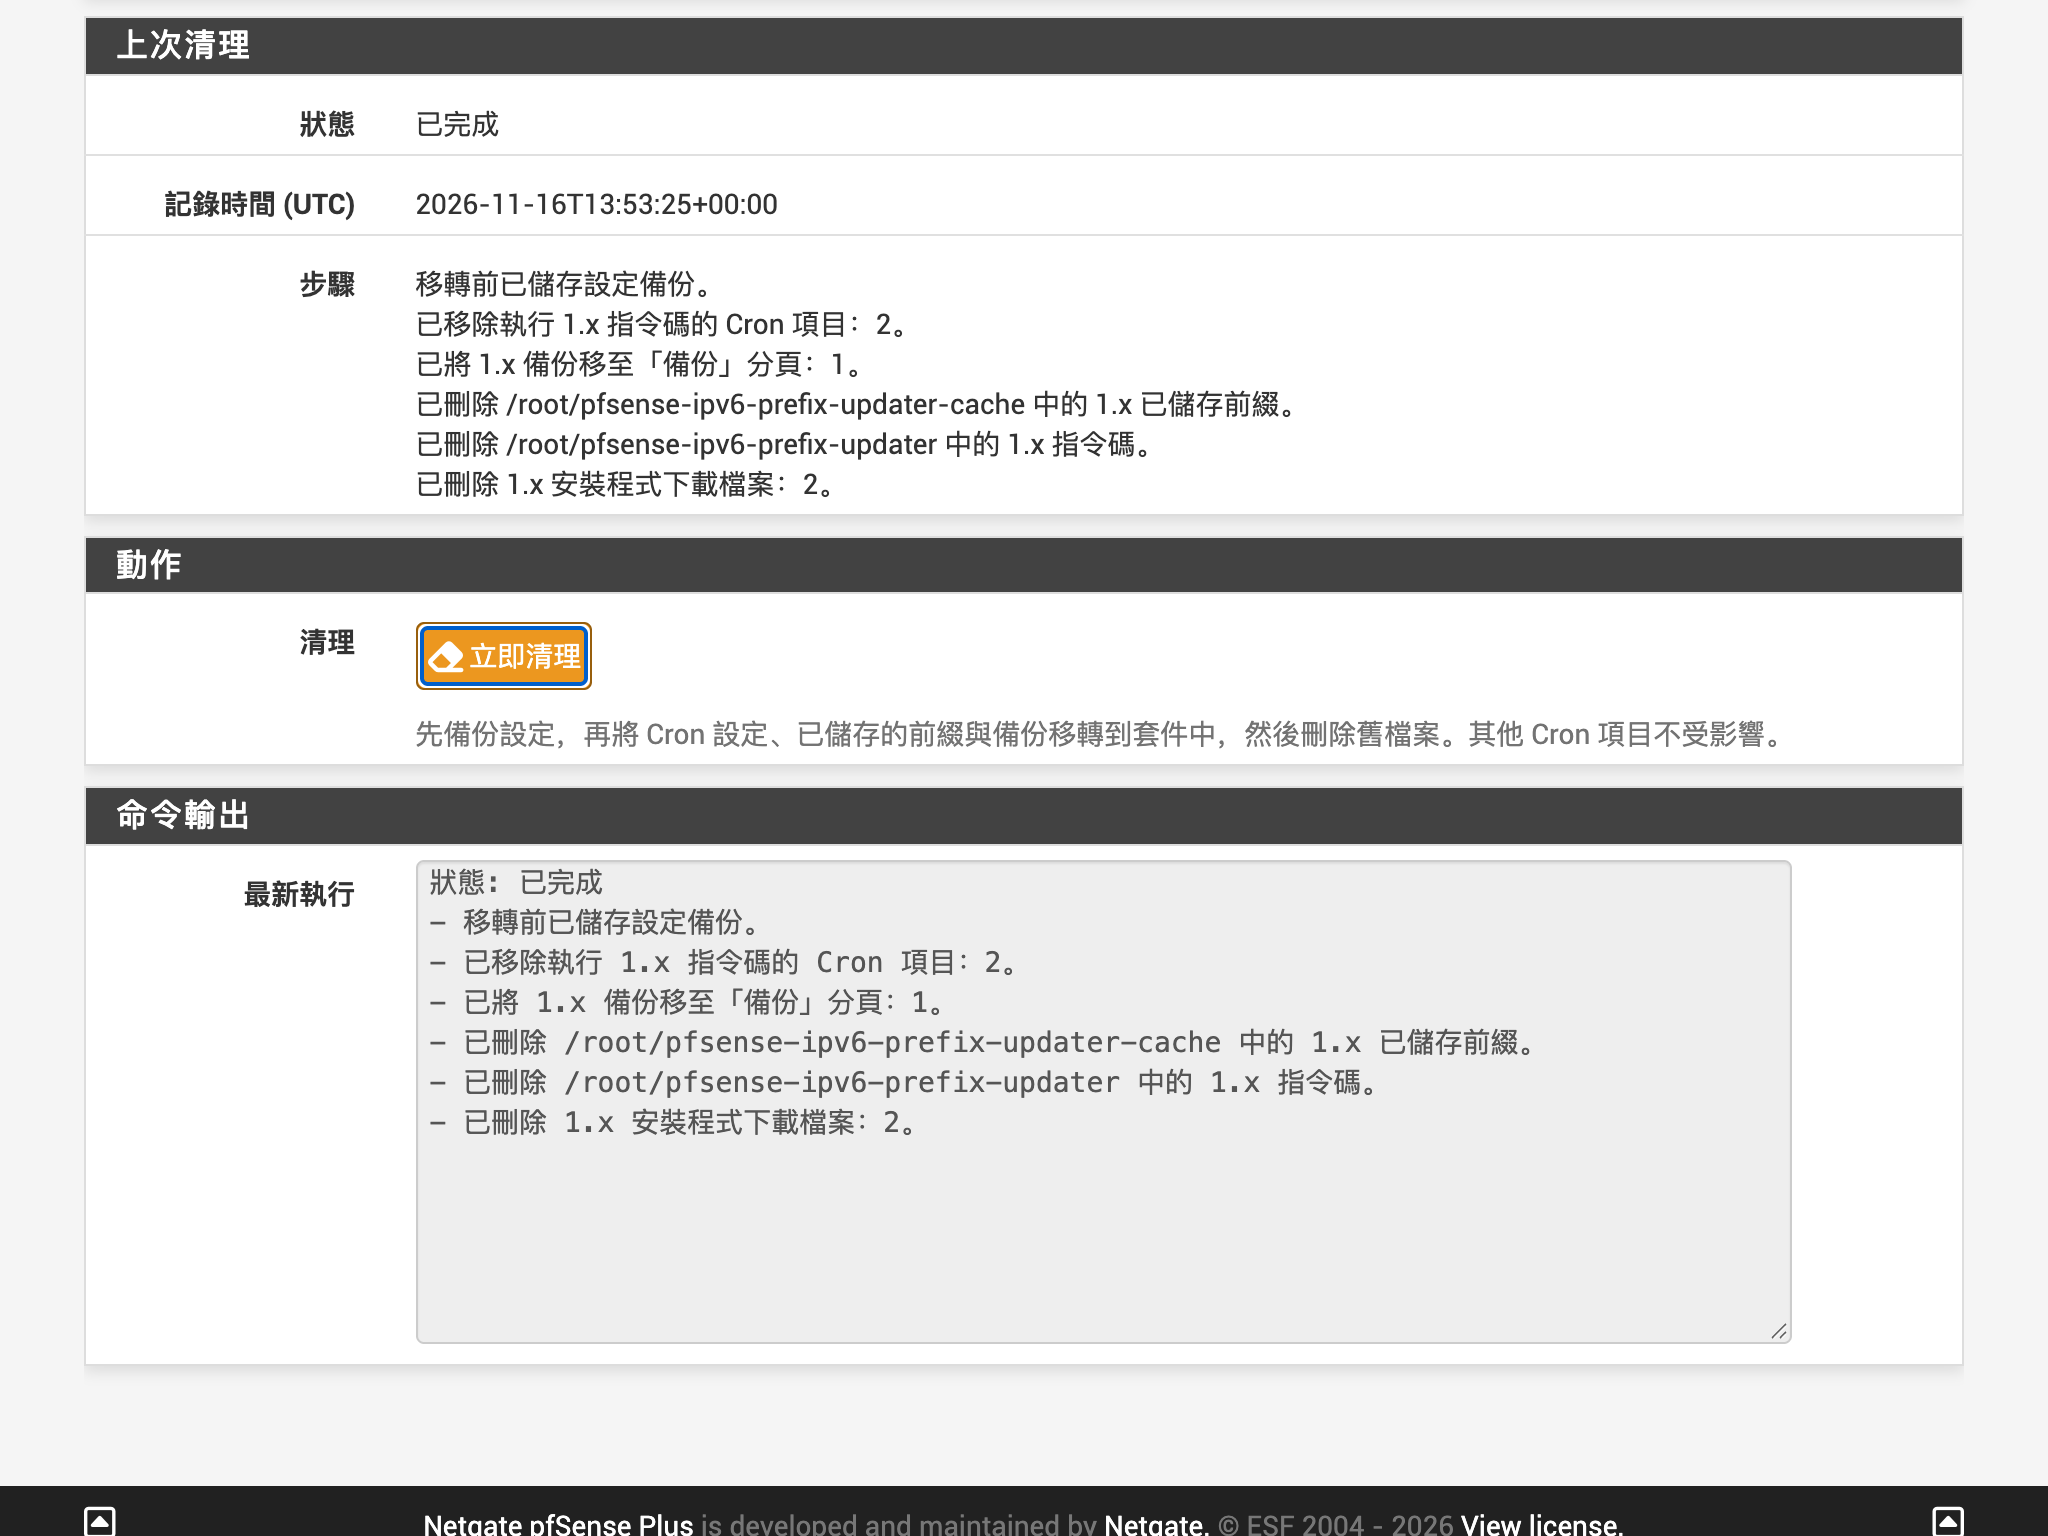 上次清理
狀態 已完成
記錄時間 (UTC) 2026-11-16T13:53:25+00:00
步驟 移轉前已儲存設定備份。
已移除執行 1.x 指令碼的 Cron 項目：2。
已將 1.x 備份移至「備份」分頁：1。
已刪除 /root/pfsense-ipv6-prefix-updater-cache 中的 1.x 已儲存前綴。
已刪除 /root/pfsense-ipv6-prefix-updater 中的 1.x 指令碼。
已刪除 1.x 安裝程式下載檔案：2。
動作
清理 立即清理
先備份設定，再將 Cron 設定、已儲存的前綴與備份移轉到套件中，然後刪除舊檔案。其他 Cron 項目不受影響。
命令輸出
最新執行 狀態: 已完成
- 移轉前已儲存設定備份。
- 已移除執行 1.x 指令碼的 Cron 項目：2。
- 已將 1.x 備份移至「備份」分頁：1。
- 已刪除 /root/pfsense-ipv6-prefix-updater-cache 中的 1.x 已儲存前綴。
- 已刪除 /root/pfsense-ipv6-prefix-updater 中的 1.x 指令碼。
- 已刪除 1.x 安裝程式下載檔案：2。
Netgate pfSense Plus is developed and maintained by Netgate. © ESF 2004 - 2026 View license.